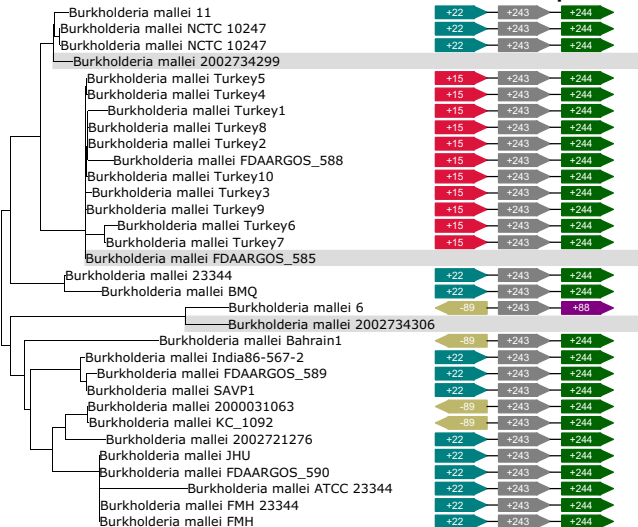 Burkholderia mallei 11 +22 +243 +244
Burkholderia mallei NCTC 10247 +22 +243 +244
Burkholderia mallei NCTC 10247 +22 +243 +244
Burkholderia mallei 2002734299
Burkholderia mallei Turkey5 +15 +243 +244
Burkholderia mallei Turkey4 +15 +243 +244
Burkholderia mallei Turkey1 +15 +243 +244
Burkholderia mallei Turkey8 +15 +243 +244
Burkholderia mallei Turkey2 +15 +243 +244
Burkholderia mallei FDAARGOS_588 +15 +243 +244
Burkholderia mallei Turkey10 +15 +243 +244
Burkholderia mallei Turkey3 +15 +243 +244
Burkholderia mallei Turkey9 +15 +243 +244
Burkholderia mallei Turkey6 +15 +243 +244
Burkholderia mallei Turkey7 +15 +243 +244
Burkholderia mallei FDAARGOS_585
Burkholderia mallei 23344 +22 +243 +244
Burkholderia mallei BMQ +22 +243 +244
Burkholderia mallei 6 -89 +243 +88
Burkholderia mallei 2002734306
Burkholderia mallei Bahrain1 -89 +243 +244
Burkholderia mallei India86-567-2 +22 +243 +244
Burkholderia mallei FDAARGOS_589 +22 +243 +244
Burkholderia mallei SAVP1 +22 +243 +244
Burkholderia mallei 2000031063 -89 +243 +244
Burkholderia mallei KC_1092 -89 +243 +244
Burkholderia mallei 2002721276 +22 +243 +244
Burkholderia mallei JHU +22 +243 +244
Burkholderia mallei FDAARGOS_590 +22 +243 +244
Burkholderia mallei ATCC 23344 +22 +243 +244
Burkholderia mallei FMH 23344 +22 +243 +244
Burkholderia mallei FMH +22 +243 +244